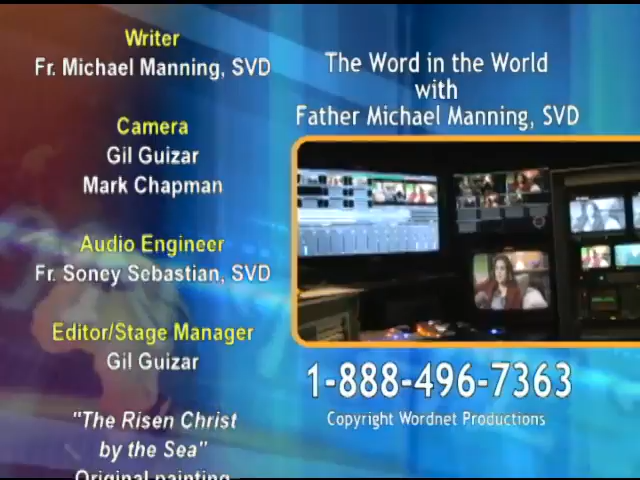 Writer
Fr. Michael Manning, SVD
Camera
Gil Guizar
Mark Chapman
Audio Engineer
Fr. Soney Sebastian, SVD
Editor/Stage Manager
Gil Guizar
"The Risen Christ
by the Sea"
Original painting
The Word in the World
with
Father Michael Manning, SVD
1-888-496-7363
Copyright Wordnet Productions